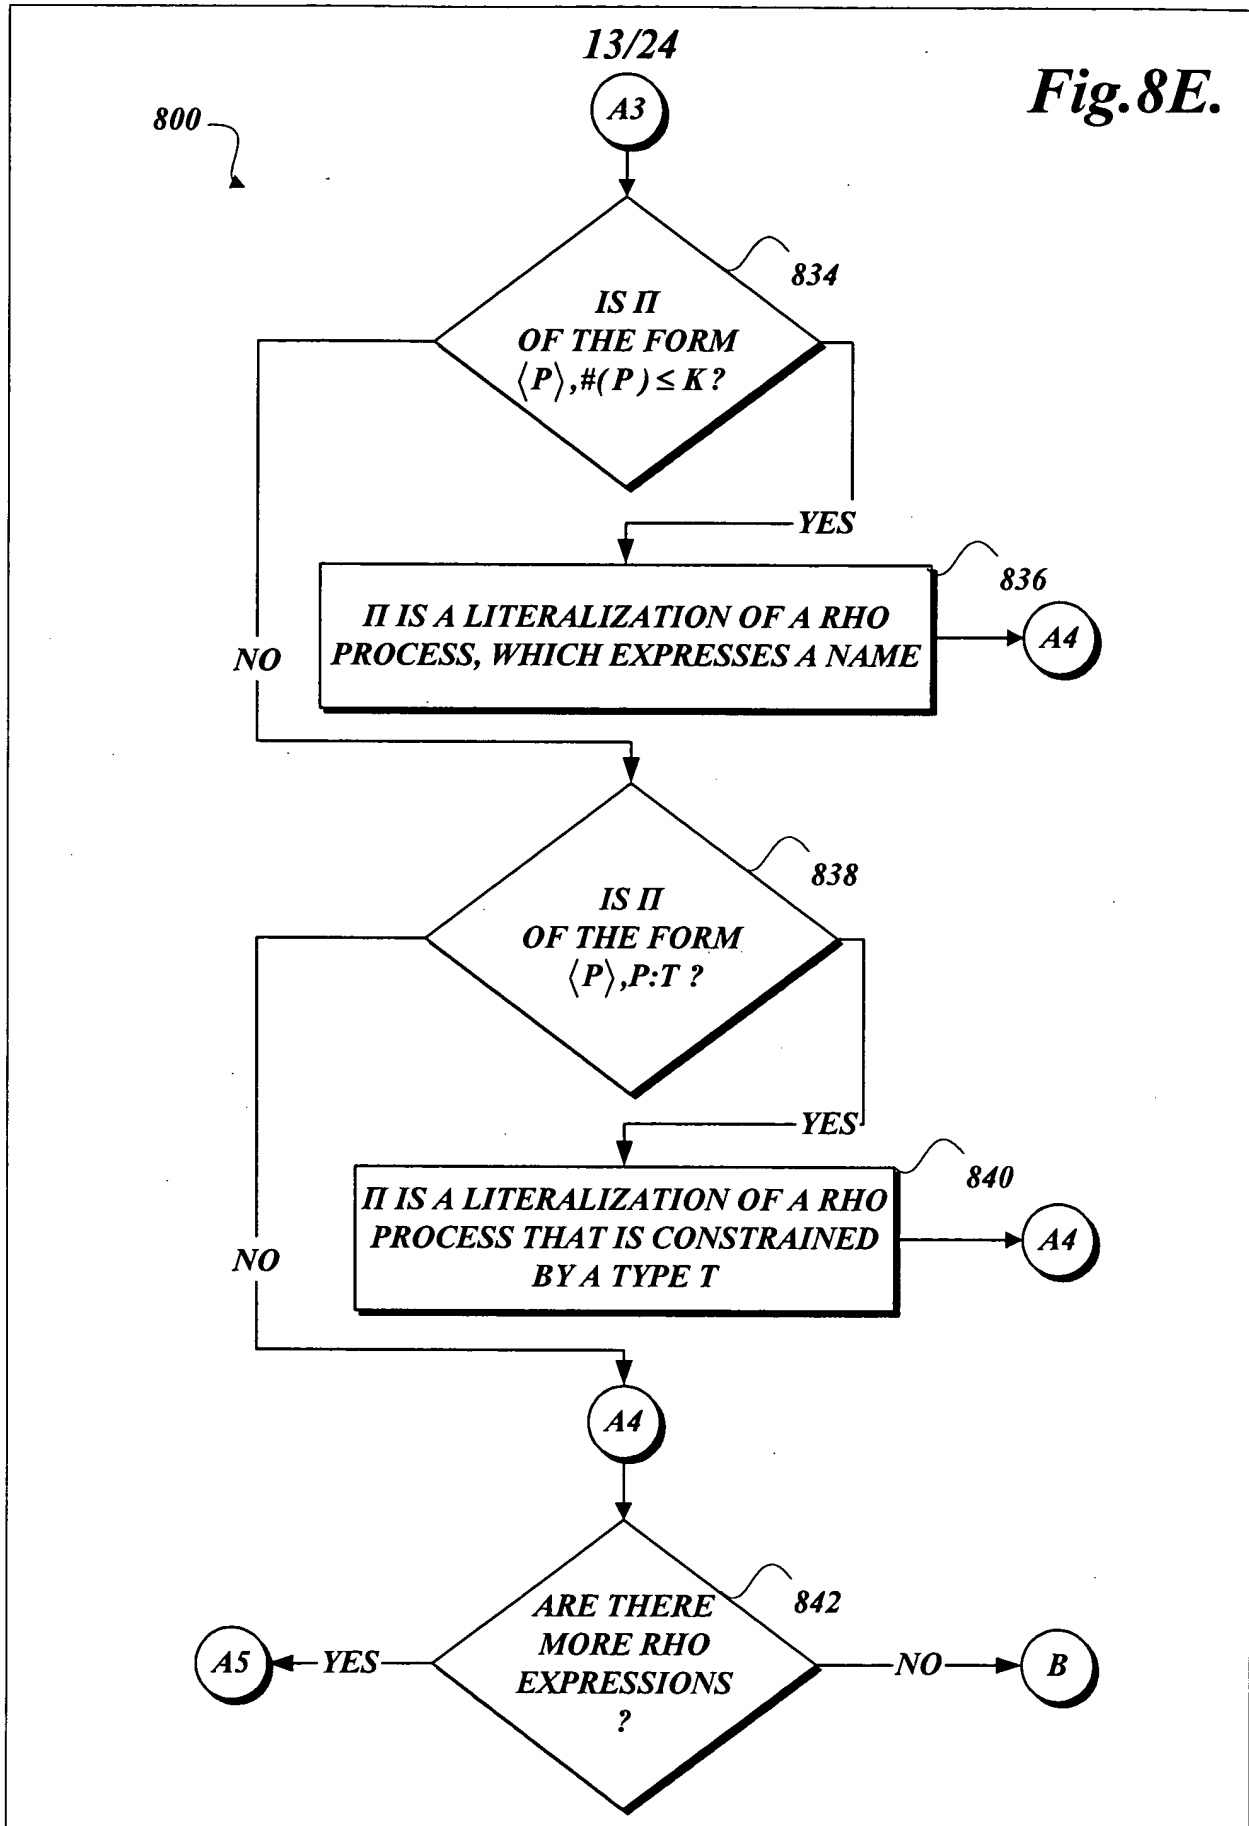 13/24
Fig.8E.
A3
800
834
IS Π
OF THE FORM
⟨P⟩,#(P) ≤ K ?
YES
836
Π IS A LITERALIZATION OF A RHO
PROCESS, WHICH EXPRESSES A NAME
A4
NO
838
IS Π
OF THE FORM
⟨P⟩,P:T ?
YES
840
Π IS A LITERALIZATION OF A RHO
PROCESS THAT IS CONSTRAINED
BY A TYPE T
A4
NO
A4
842
ARE THERE
MORE RHO
EXPRESSIONS
?
A5
YES
NO
B